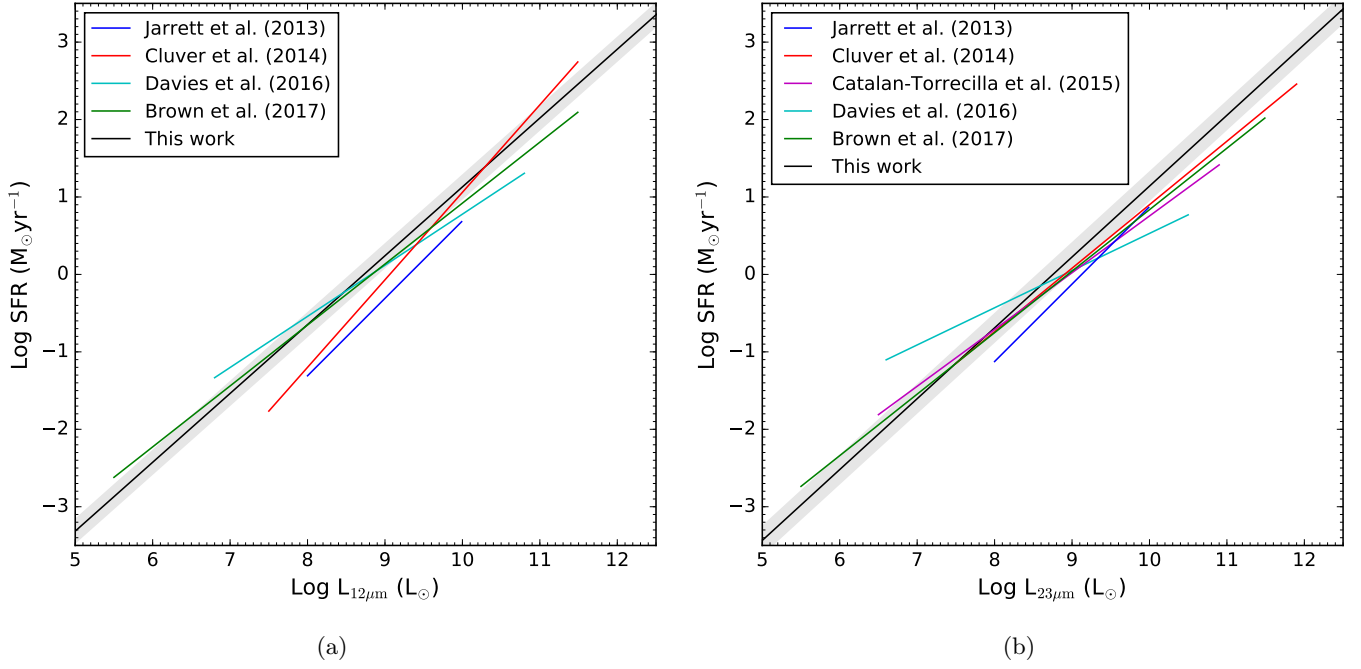 Jarrett et al. (2013)
Cluver et al. (2014)
Davies et al. (2016)
Brown et al. (2017)
This work
Log SFR (M⊙yr⁻¹)
3
2
1
0
−1
−2
−3
5 6 7 8 9 10 11 12
Log L₁₂μm (L⊙)
(a)
Jarrett et al. (2013)
Cluver et al. (2014)
Catalan-Torrecilla et al. (2015)
Davies et al. (2016)
Brown et al. (2017)
This work
Log SFR (M⊙yr⁻¹)
3
2
1
0
−1
−2
−3
5 6 7 8 9 10 11 12
Log L₂₃μm (L⊙)
(b)